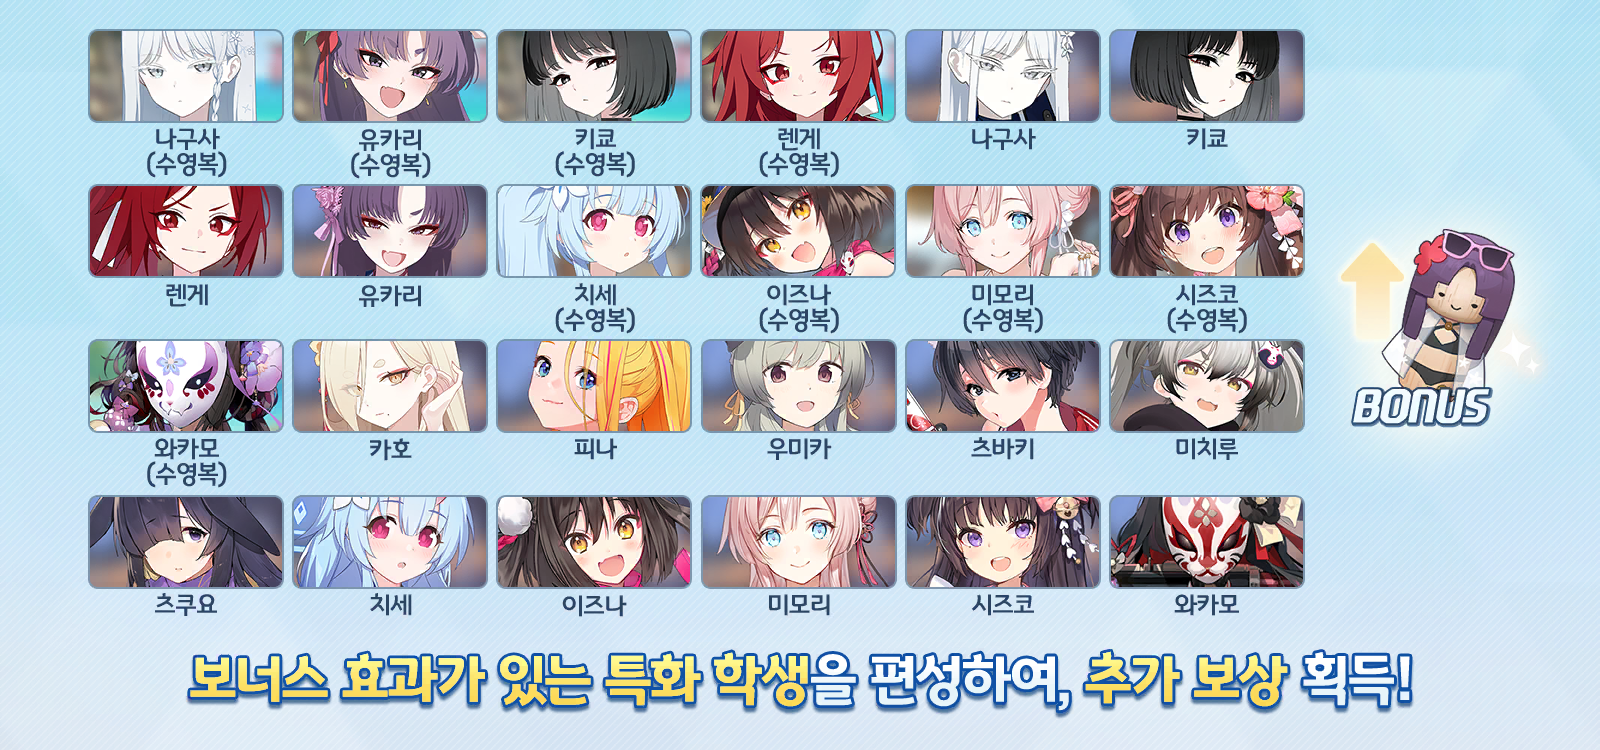 나구사
(수영복)
유카리
(수영복)
키쿄
(수영복)
렌게
(수영복)
나구사
키쿄
렌게
유카리
치세
(수영복)
이즈나
(수영복)
미모리
(수영복)
시즈코
(수영복)
와카모
(수영복)
카호
피나
우미카
츠바키
미치루
BONUS
츠쿠요
치세
이즈나
미모리
시즈코
와카모
보너스 효과가 있는 특화 학생을 편성하여, 추가 보상 획득!